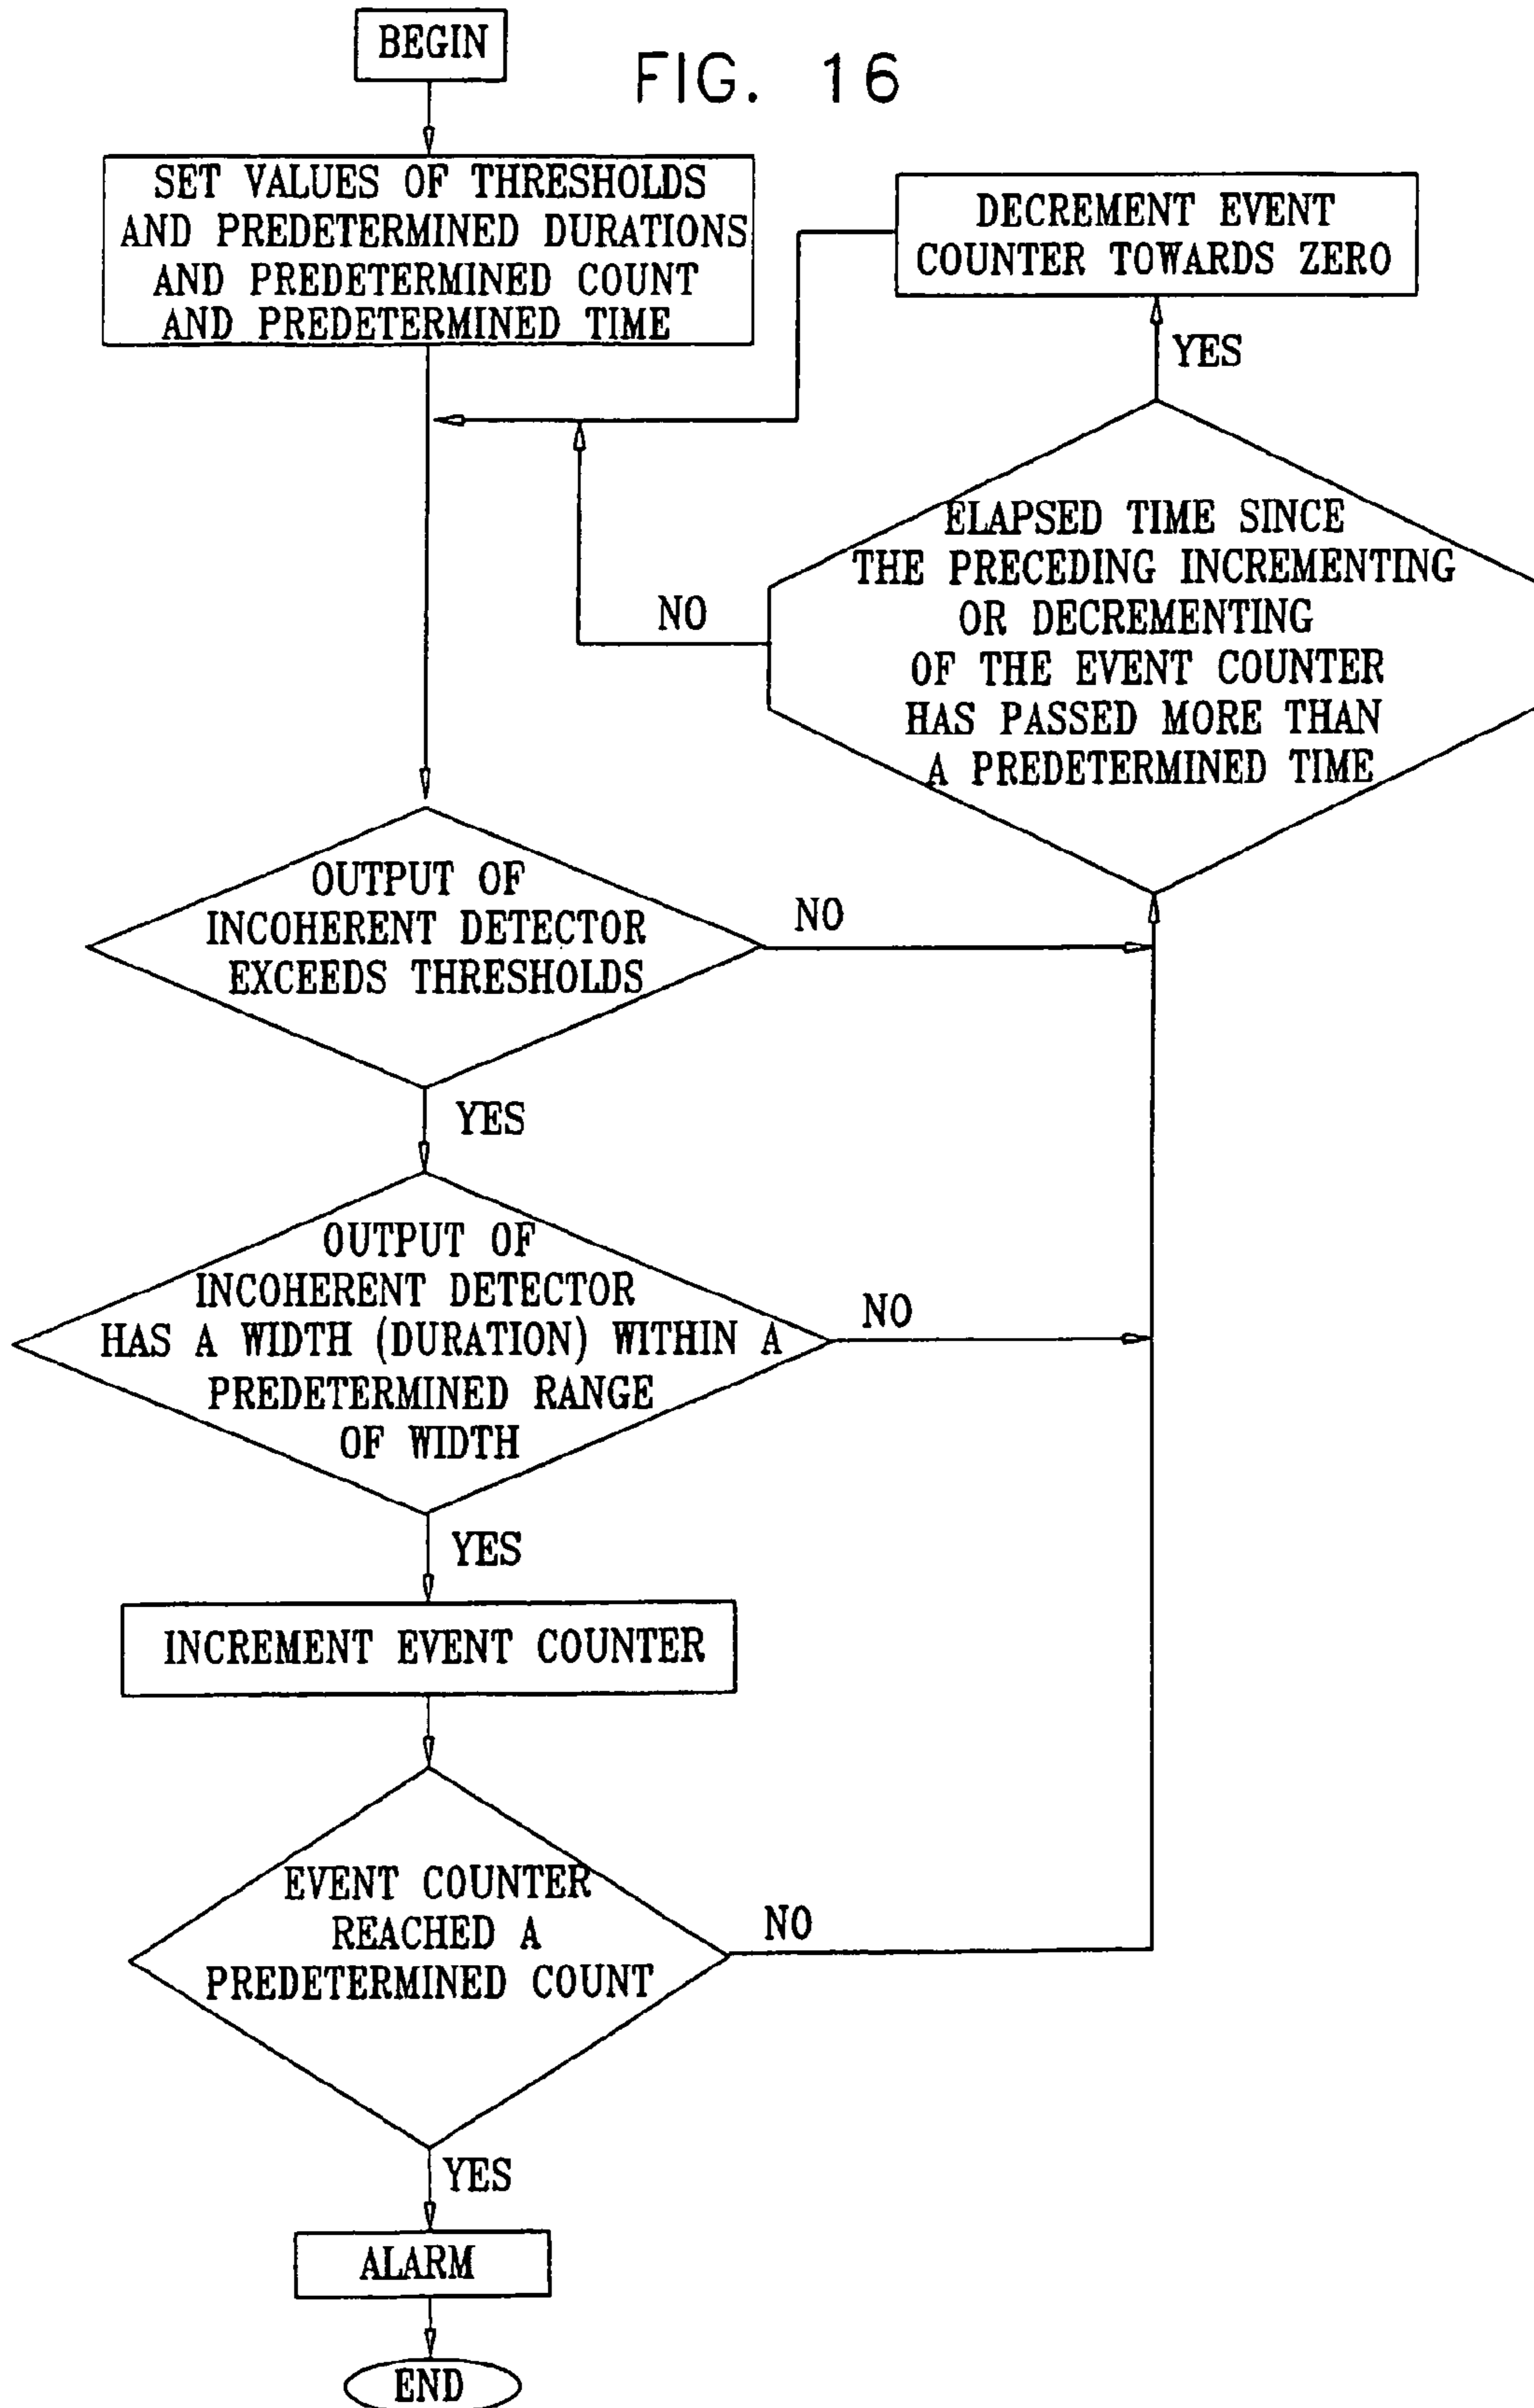 BEGIN
FIG. 16
SET VALUES OF THRESHOLDS
AND PREDETERMINED DURATIONS
AND PREDETERMINED COUNT
AND PREDETERMINED TIME
DECREMENT EVENT
COUNTER TOWARDS ZERO
YES
ELAPSED TIME SINCE
THE PRECEDING INCREMENTING
OR DECREMENTING
OF THE EVENT COUNTER
HAS PASSED MORE THAN
A PREDETERMINED TIME
NO
OUTPUT OF
INCOHERENT DETECTOR
EXCEEDS THRESHOLDS
NO
YES
OUTPUT OF
INCOHERENT DETECTOR
HAS A WIDTH (DURATION) WITHIN A
PREDETERMINED RANGE
OF WIDTH
NO
YES
INCREMENT EVENT COUNTER
EVENT COUNTER
REACHED A
PREDETERMINED COUNT
NO
YES
ALARM
END